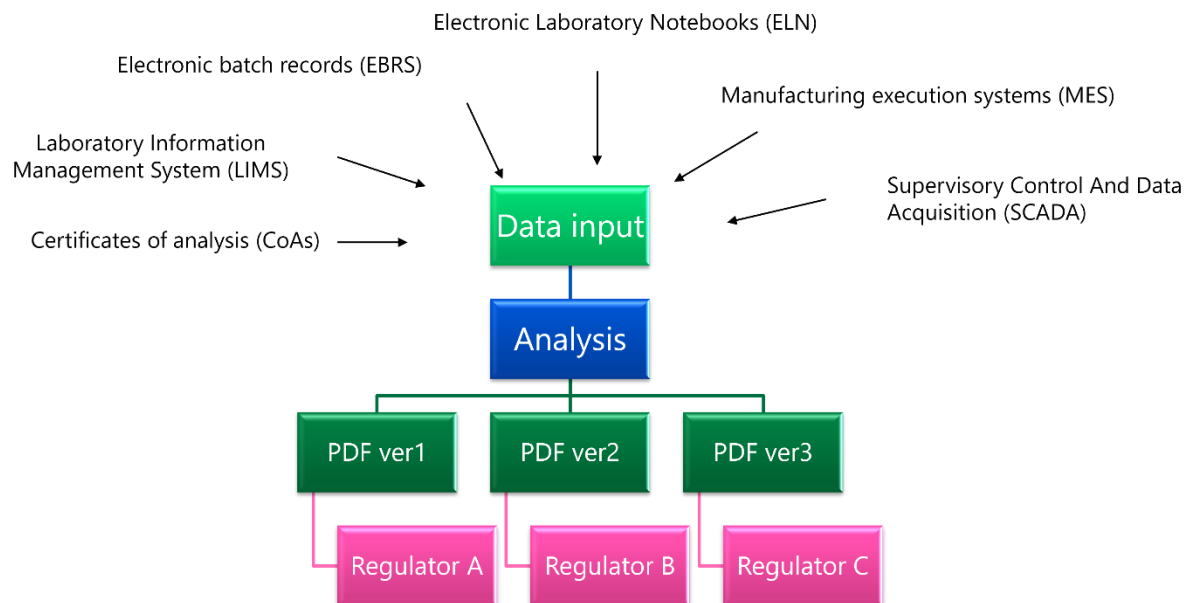 Electronic Laboratory Notebooks (ELN)
Electronic batch records (EBRS)
Manufacturing execution systems (MES)
Laboratory Information
Management System (LIMS)
Supervisory Control And Data
Acquisition (SCADA)
Certificates of analysis (CoAs)
Data input
Analysis
PDF ver1
PDF ver2
PDF ver3
Regulator A
Regulator B
Regulator C